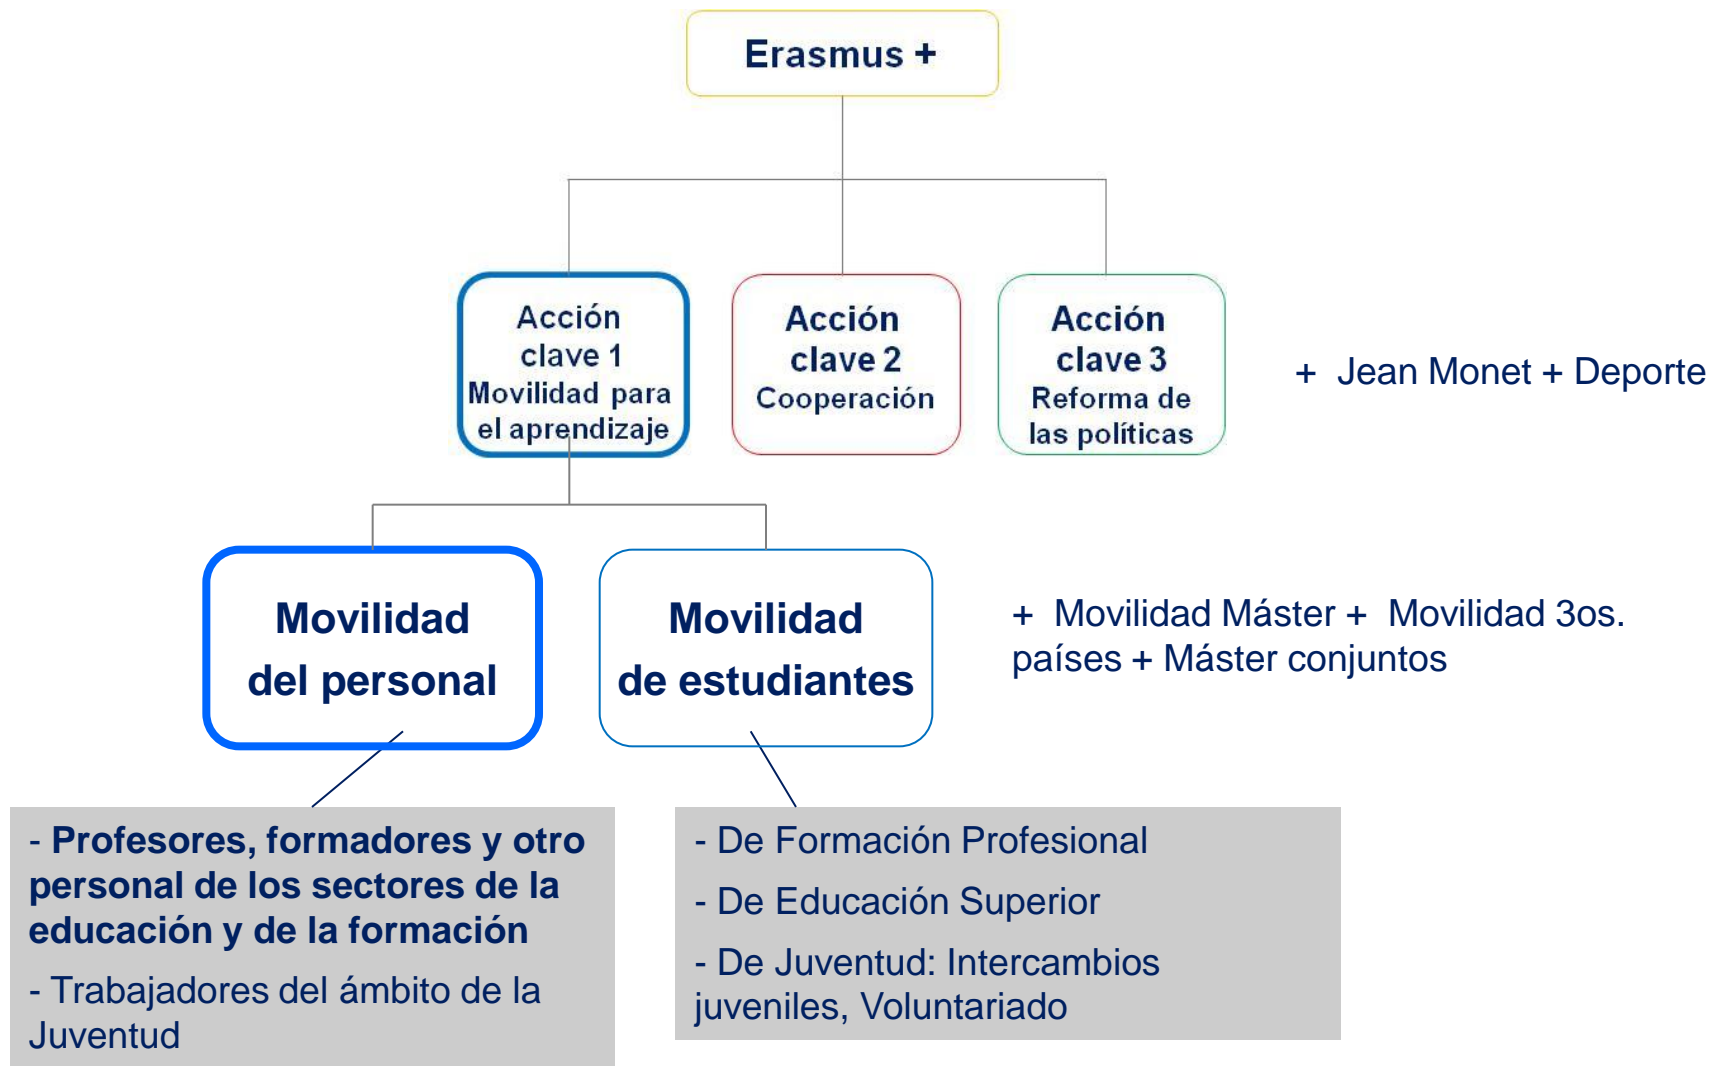 Erasmus +
Acción
clave 1
Movilidad para
el aprendizaje
Acción
clave 2
Cooperación
Acción
clave 3
Reforma de
las políticas
+ Jean Monet + Deporte
Movilidad
del personal
Movilidad
de estudiantes
+ Movilidad Máster + Movilidad 3os.
países + Máster conjuntos
- Profesores, formadores y otro
personal de los sectores de la
educación y de la formación
- Trabajadores del ámbito de la
Juventud
- De Formación Profesional
- De Educación Superior
- De Juventud: Intercambios
juveniles, Voluntariado